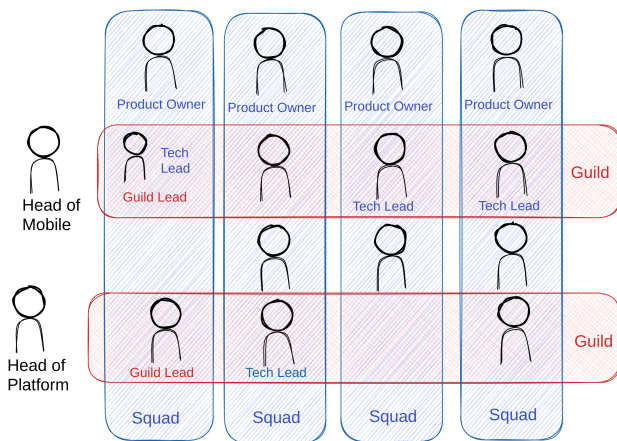 Product Owner
Product Owner
Product Owner
Product Owner
Tech
Lead
Guild Lead
Tech Lead
Tech Lead
Guild
Head of
Mobile
Guild
Head of
Platform
Guild Lead
Tech Lead
Squad
Squad
Squad
Squad